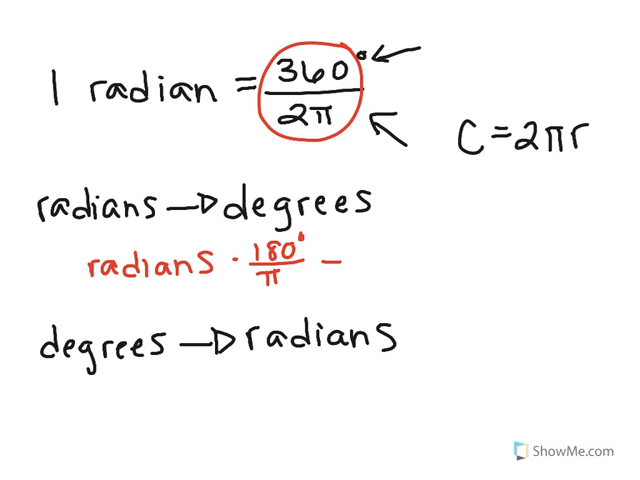 1 radian = 360° / 2π
C = 2πr
radians → degrees
radians · 180° / π =
degrees → radians
ShowMe.com